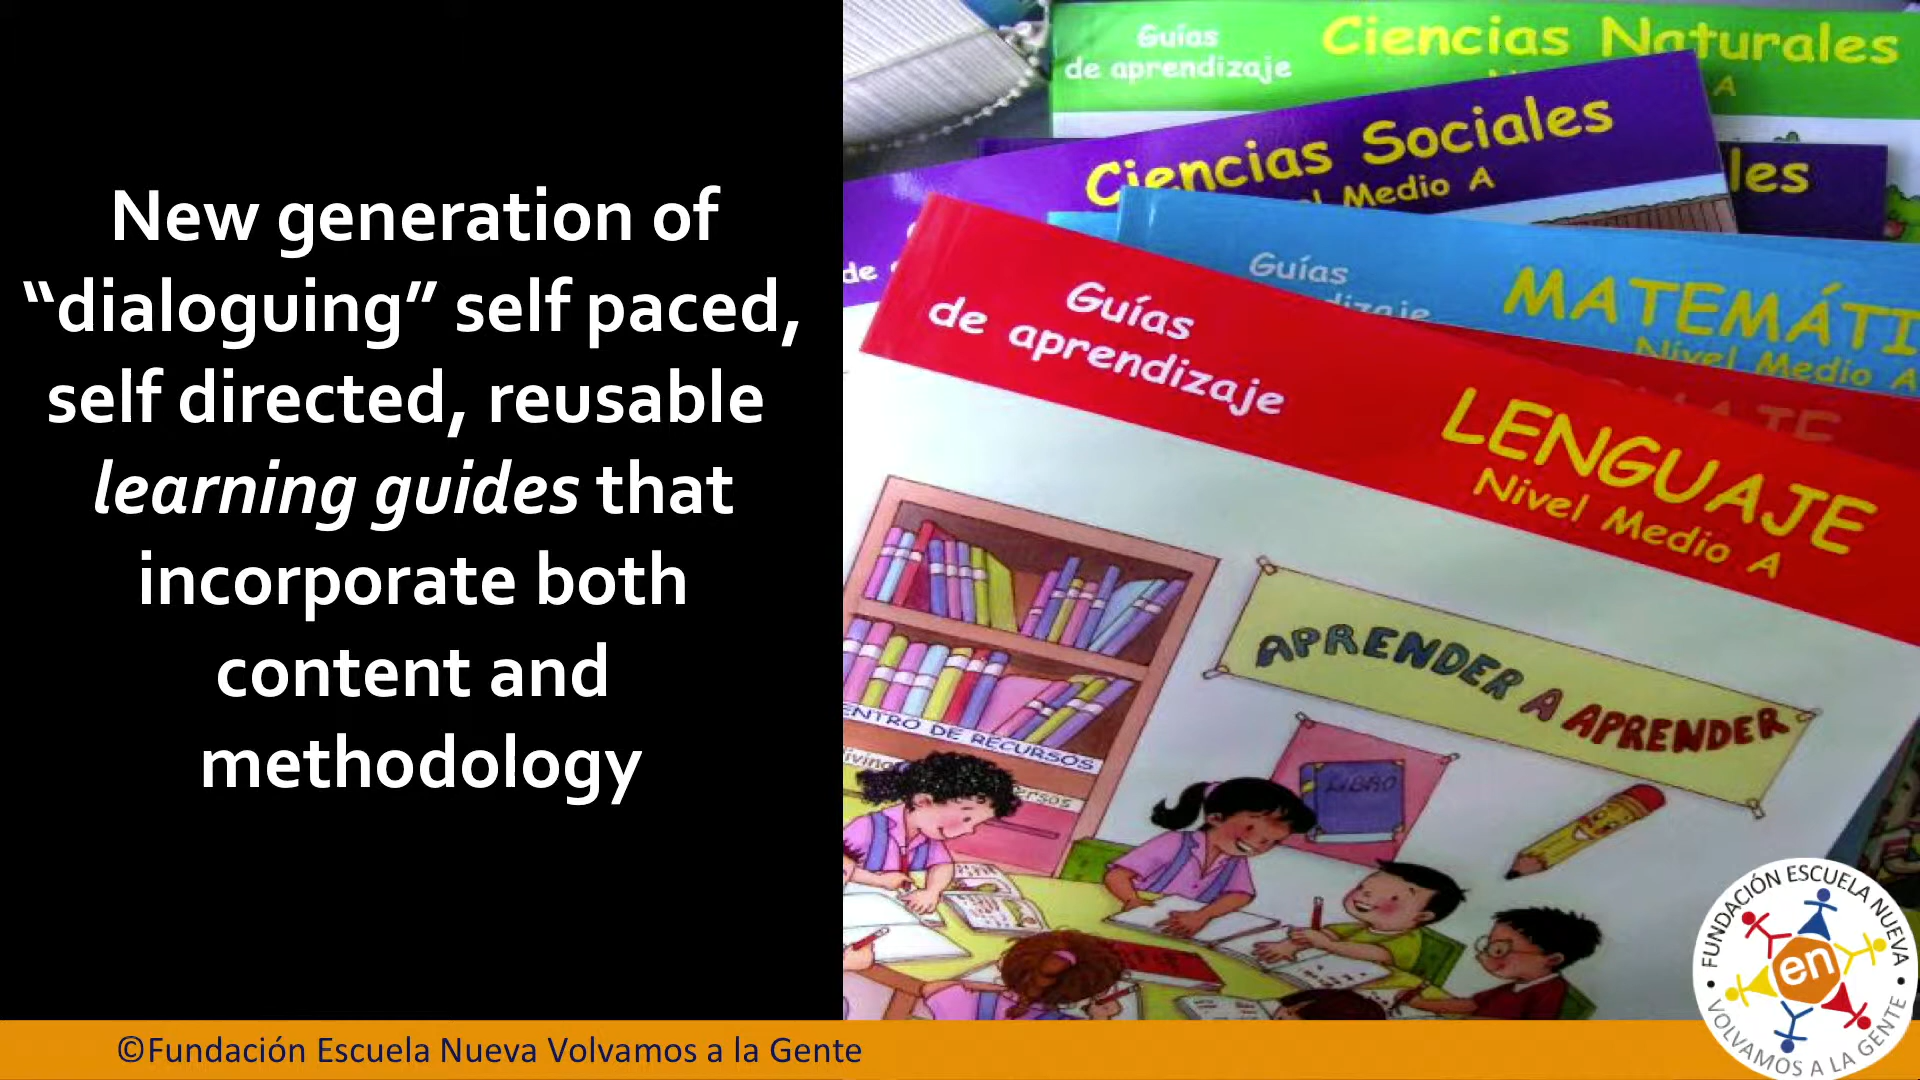 New generation of
“dialoguing” self paced,
self directed, reusable
learning guides that
incorporate both
content and
methodology
Guías
de aprendizaje
Ciencias Naturales
A
Ciencias Sociales
Medio A
les
de
Guías
MATEMÁTI
Nivel Medio A
Guías
de aprendizaje
LENGUAJE
Nivel Medio A
APRENDER A APRENDER
ENTRO DE RECURSOS
LIBRO
FUNDACIÓN ESCUELA NUEVA
en
VOLVAMOS A LA GENTE
©Fundación Escuela Nueva Volvamos a la Gente